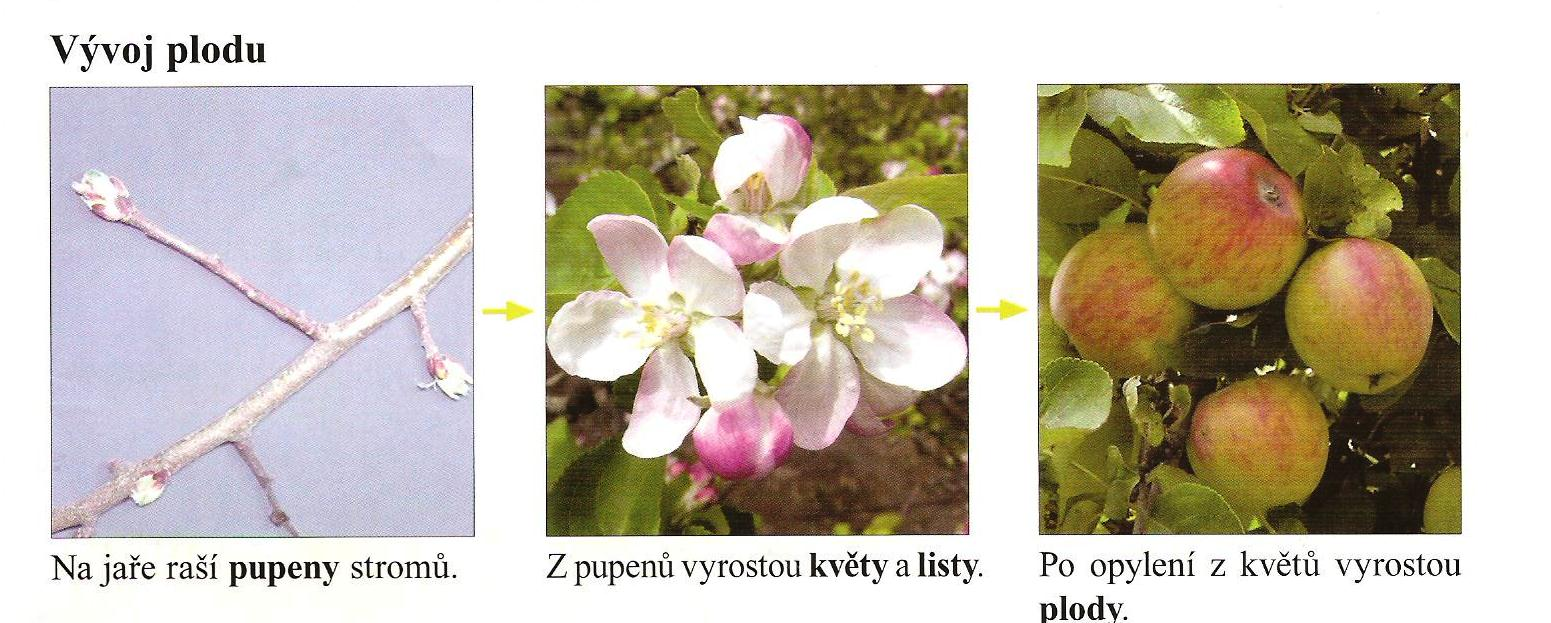 Vývoj plodu
Na jaře raší pupeny stromů.
Z pupenů vyrostou květy a listy.
Po opylení z květů vyrostou
plody.